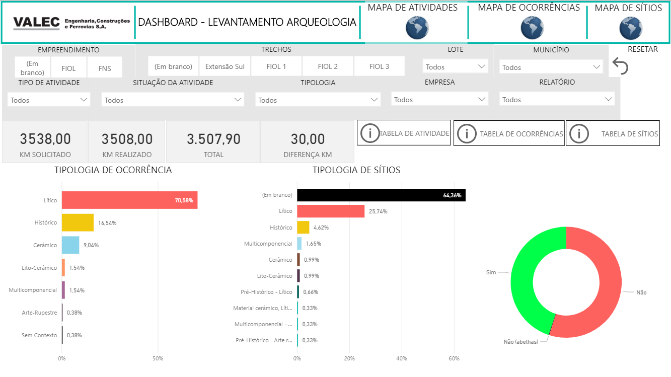 VALEC Engenharia, Construções e Ferrovias S.A.
DASHBOARD - LEVANTAMENTO ARQUEOLOGIA
MAPA DE ATIVIDADES
MAPA DE OCORRÊNCIAS
MAPA DE SÍTIOS
EMPREENDIMENTO
TRECHOS
LOTE
MUNICÍPIO
RESETAR
(Em branco)
FIOL
FNS
(Em branco)
Extensão Sul
FIOL 1
FIOL 2
FIOL 3
Todos
Todos
TIPO DE ATIVIDADE
SITUAÇÃO DA ATIVIDADE
TIPOLOGIA
EMPRESA
RELATÓRIO
Todos
Todos
Todos
Todos
Todos
3538,00
KM SOLICITADO
3508,00
KM REALIZADO
3.507,90
TOTAL
30,00
DIFERENÇA KM
TABELA DE ATIVIDADE
TABELA DE OCORRÊNCIAS
TABELA DE SÍTIOS
TIPOLOGIA DE OCORRÊNCIA
Lítico
70,58%
Histórico
16,54%
Cerâmico
9,04%
Lito-Cerâmico
1,54%
Multicomponencial
1,54%
Arte-Rupestre
0,38%
Sem Contexto
0,38%
0%
50%
TIPOLOGIA DE SÍTIOS
(Em branco)
64,36%
Lítico
25,74%
Histórico
4,62%
Multicomponencial
1,65%
Cerâmico
0,99%
Lito-Cerâmico
0,99%
Pré-Histórico - Lítico
0,66%
Material cerâmico, Líti...
0,33%
Multicomponencial - ...
0,33%
Pré-Histórico - Arte r...
0,33%
0%
20%
40%
60%
Sim
Não
Não (abethas)